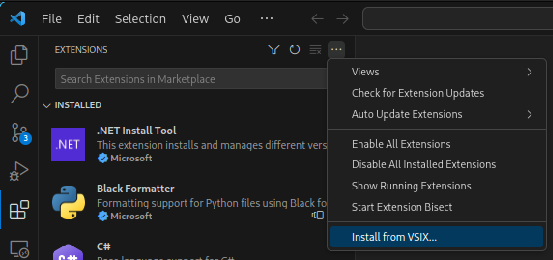 File Edit Selection View Go ...
EXTENSIONS
Search Extensions in Marketplace
INSTALLED
.NET
.NET Install Tool
This extension installs and manages different vers
Microsoft
Black Formatter
Formatting support for Python files using Black fo
Microsoft
C#
C#
3
Views
Check for Extension Updates
Auto Update Extensions
Enable All Extensions
Disable All Installed Extensions
Show Running Extensions
Start Extension Bisect
Install from VSIX...